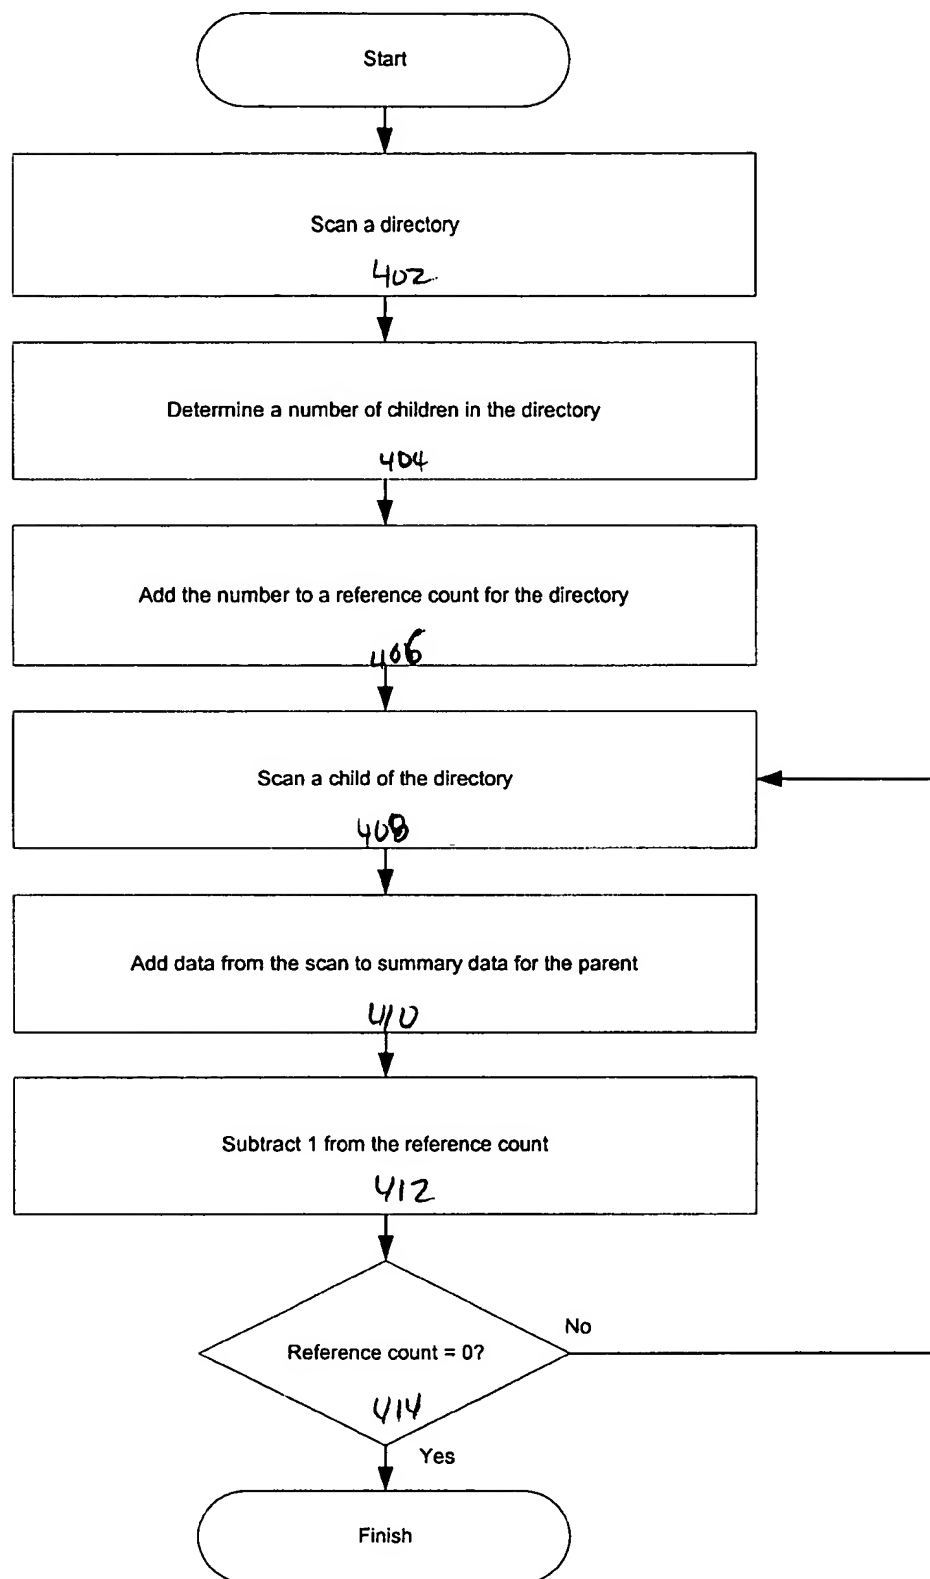 Start
Scan a directory
402
Determine a number of children in the directory
404
Add the number to a reference count for the directory
406
Scan a child of the directory
408
Add data from the scan to summary data for the parent
410
Subtract 1 from the reference count
412
No
Reference count = 0?
414
Yes
Finish